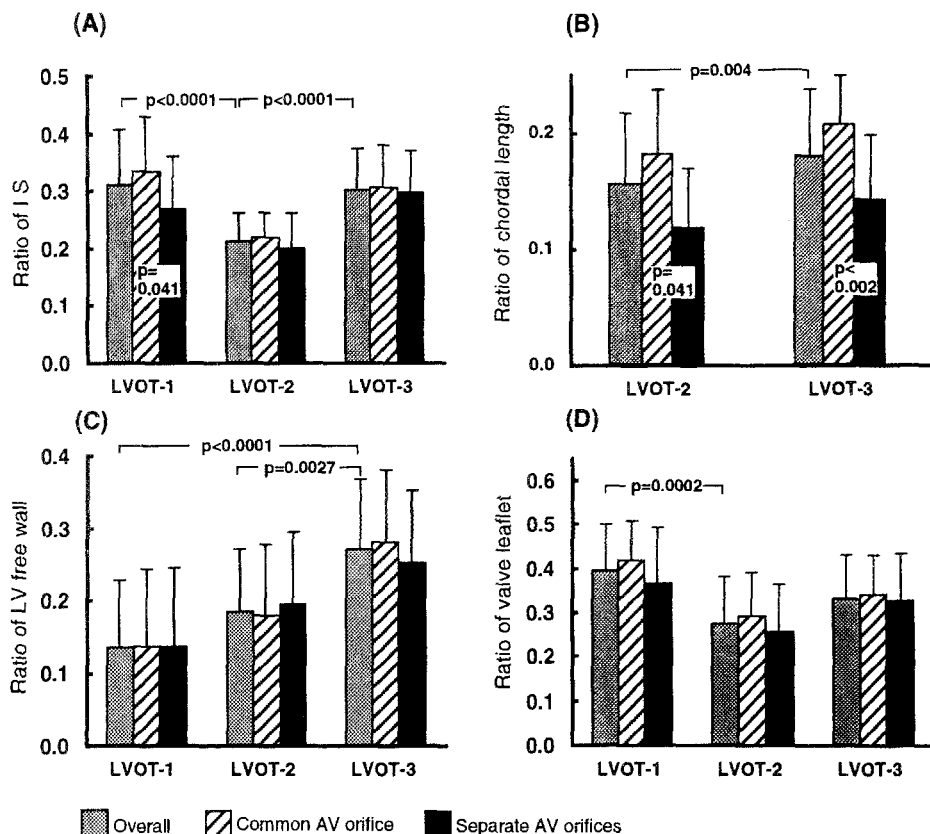 (A)
Ratio of I S
0.5
0.4
0.3
0.2
0.1
0.0
p<0.0001
p<0.0001
p=
0.041
LVOT-1 LVOT-2 LVOT-3
(B)
Ratio of chordal length
0.2
0.1
0.0
p=0.004
p=
0.041
p<
0.002
LVOT-2 LVOT-3
(C)
Ratio of LV free wall
0.4
0.3
0.2
0.1
0.0
p<0.0001
p=0.0027
LVOT-1 LVOT-2 LVOT-3
(D)
Ratio of valve leaflet
0.6
0.5
0.4
0.3
0.2
0.0
p=0.0002
LVOT-1 LVOT-2 LVOT-3
Overall Common AV orifice Separate AV orifices